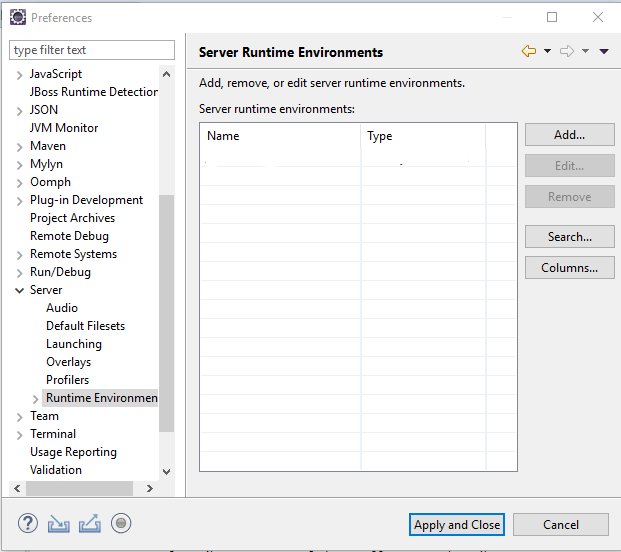 Preferences
type filter text
JavaScript
JBoss Runtime Detection
JSON
JVM Monitor
Maven
Mylyn
Oomph
Plug-in Development
Project Archives
Remote Debug
Remote Systems
Run/Debug
Server
Audio
Default Filesets
Launching
Overlays
Profilers
Runtime Environmen
Team
Terminal
Usage Reporting
Validation
Server Runtime Environments
Add, remove, or edit server runtime environments.
Server runtime environments:
Name Type
Add...
Edit...
Remove
Search...
Columns...
Apply and Close Cancel